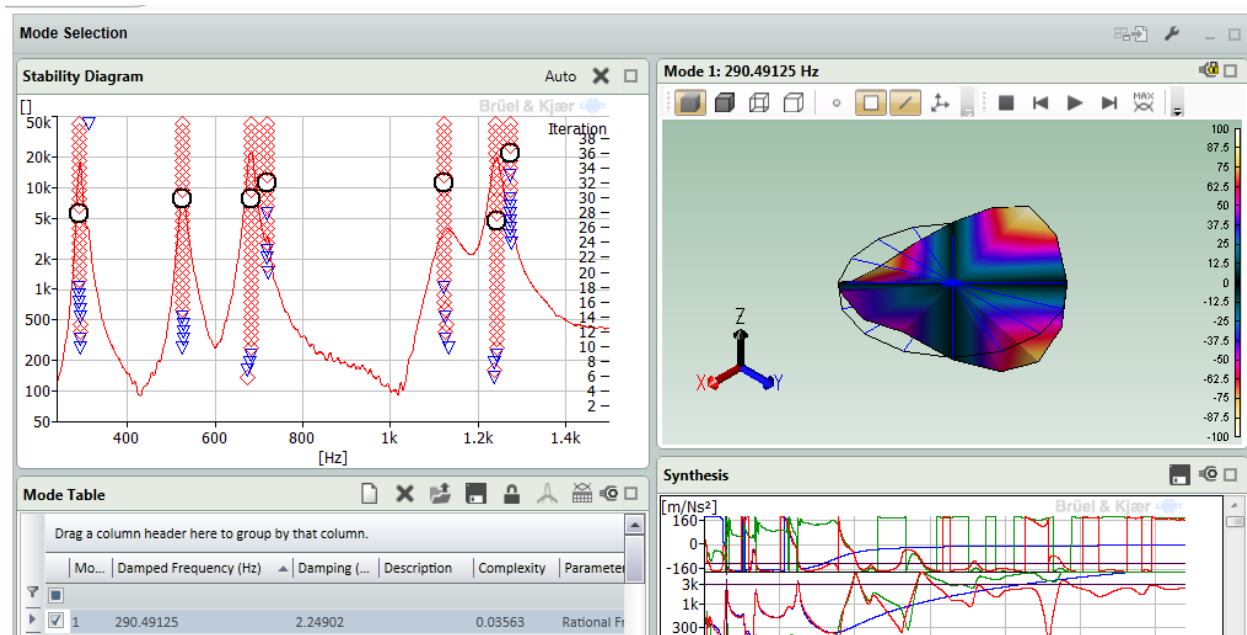 Mode Selection
Stability Diagram
Auto
[]
Brüel & Kjær
Iteration
50k
20k
10k
5k
2k
1k
500
200
100
50
38
36
34
32
30
28
26
24
22
20
18
16
14
12
10
8
6
4
2
400 600 800 1k 1.2k 1.4k
[Hz]
Mode 1: 290.49125 Hz
MAX
Z
X
Y
100
87.5
75
62.5
50
37.5
25
12.5
0
-12.5
-25
-37.5
-50
-62.5
-75
-87.5
-100
Mode Table
Drag a column header here to group by that column.
Mo... Damped Frequency (Hz) Damping (... Description Complexity Parameter
1 290.49125 2.24902 0.03563 Rational Fr
Synthesis
[m/Ns²]
Brüel & Kjær
160
0
-160
3k
1k
300